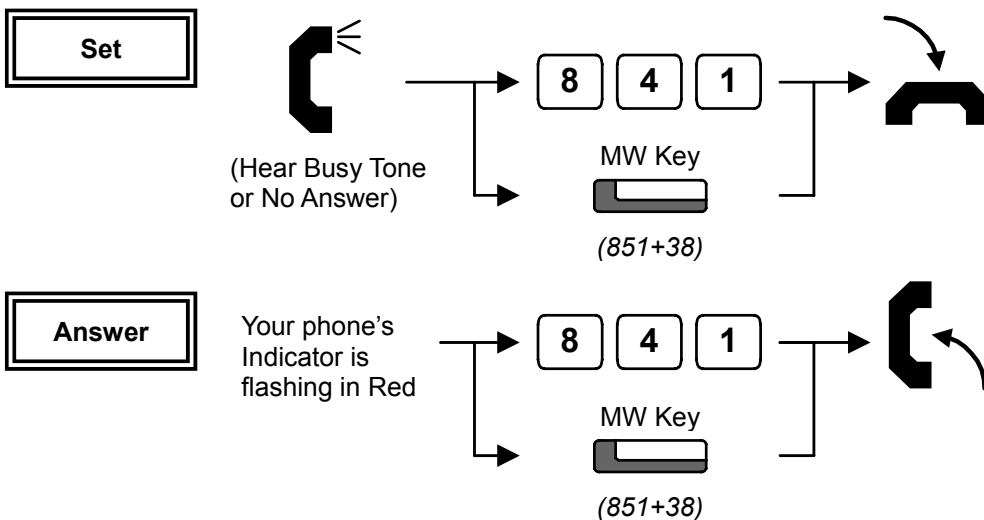 Set
8 4 1
(Hear Busy Tone
or No Answer)
MW Key
(851+38)
Answer
Your phone’s
Indicator is
flashing in Red
8 4 1
MW Key
(851+38)